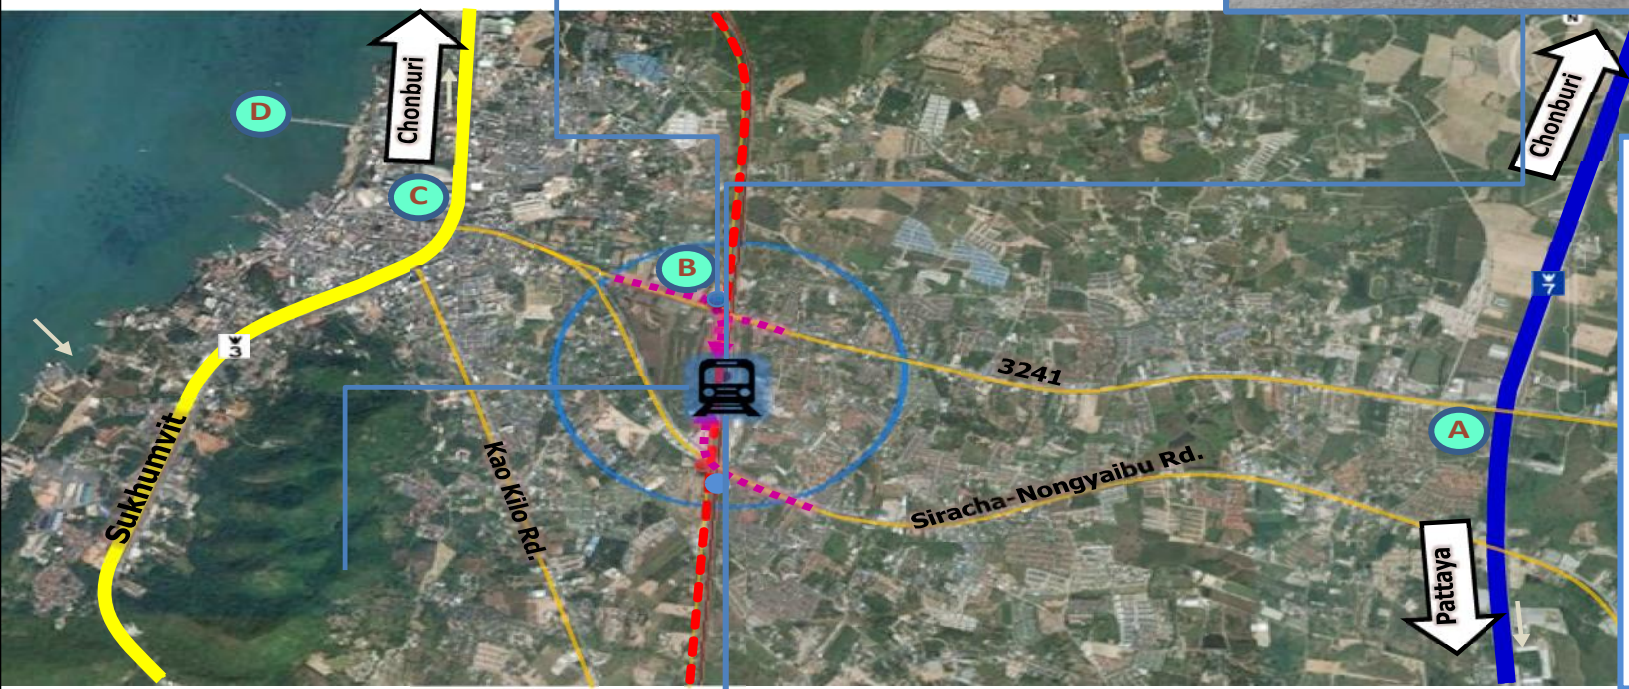 N
Chonburi
Chonburi
D
C
B
7
3
3241
A
Sukhumvit
Kao Kilo Rd.
Siracha-Nongyaibu Rd.
Pattaya